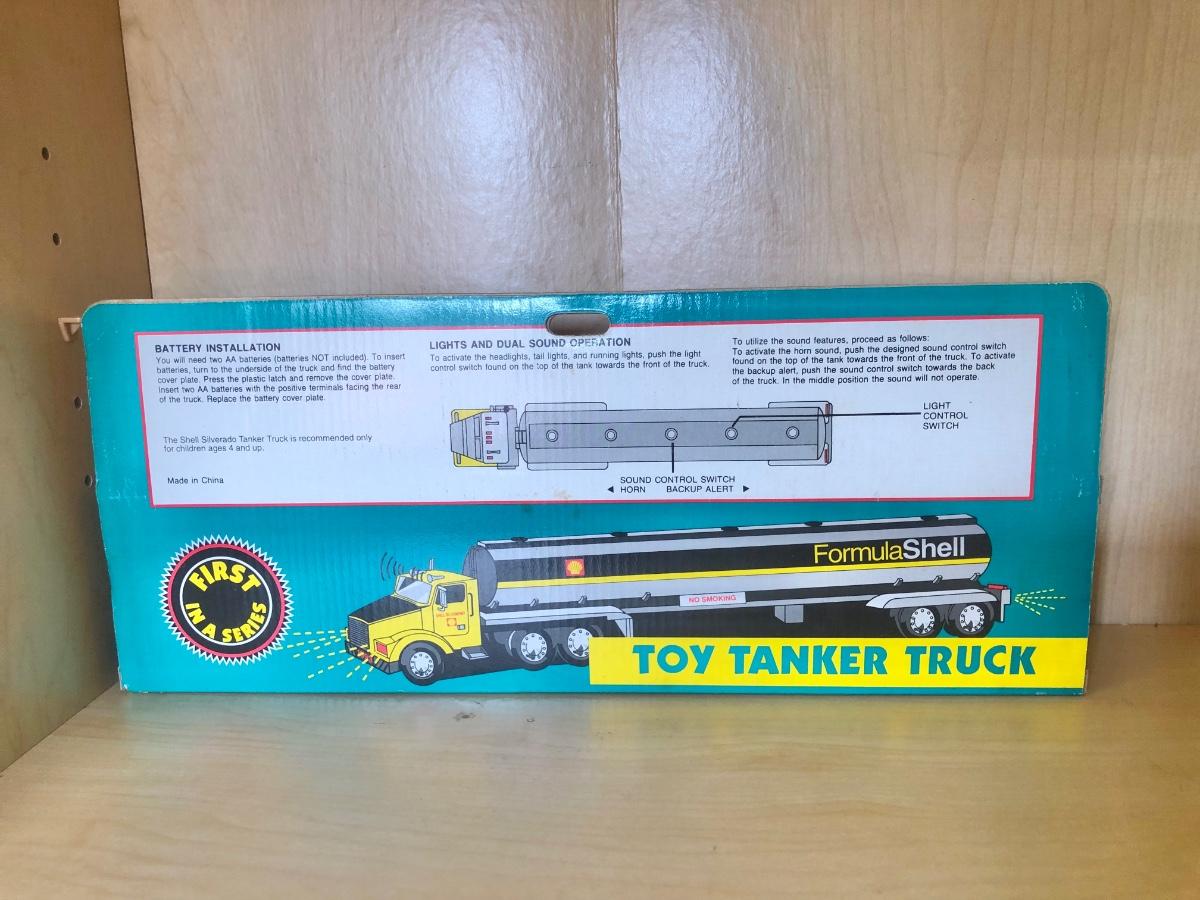 BATTERY INSTALLATION
You will need two AA batteries (batteries NOT included). To insert
batteries, turn to the underside of the truck and find the battery
cover plate. Press the plastic latch and remove the cover plate.
Insert two AA batteries with the positive terminals facing the rear
of the truck. Replace the battery cover plate.
The Shell Silverado Tanker Truck is recommended only
for children ages 4 and up.
Made in China
LIGHTS AND DUAL SOUND OPERATION
To activate the headlights, tail lights, and running lights, push the light
control switch found on the top of the tank towards the front of the truck.
To utilize the sound features, proceed as follows:
To activate the horn sound, push the designed sound control switch
found on the top of the tank towards the front of the truck. To activate
the backup alert, push the sound control switch towards the back
of the truck. In the middle position the sound will not operate.
LIGHT
CONTROL
SWITCH
SOUND CONTROL SWITCH
◄ HORN BACKUP ALERT ►
FIRST
IN A SERIES
FormulaShell
NO SMOKING
TOY TANKER TRUCK